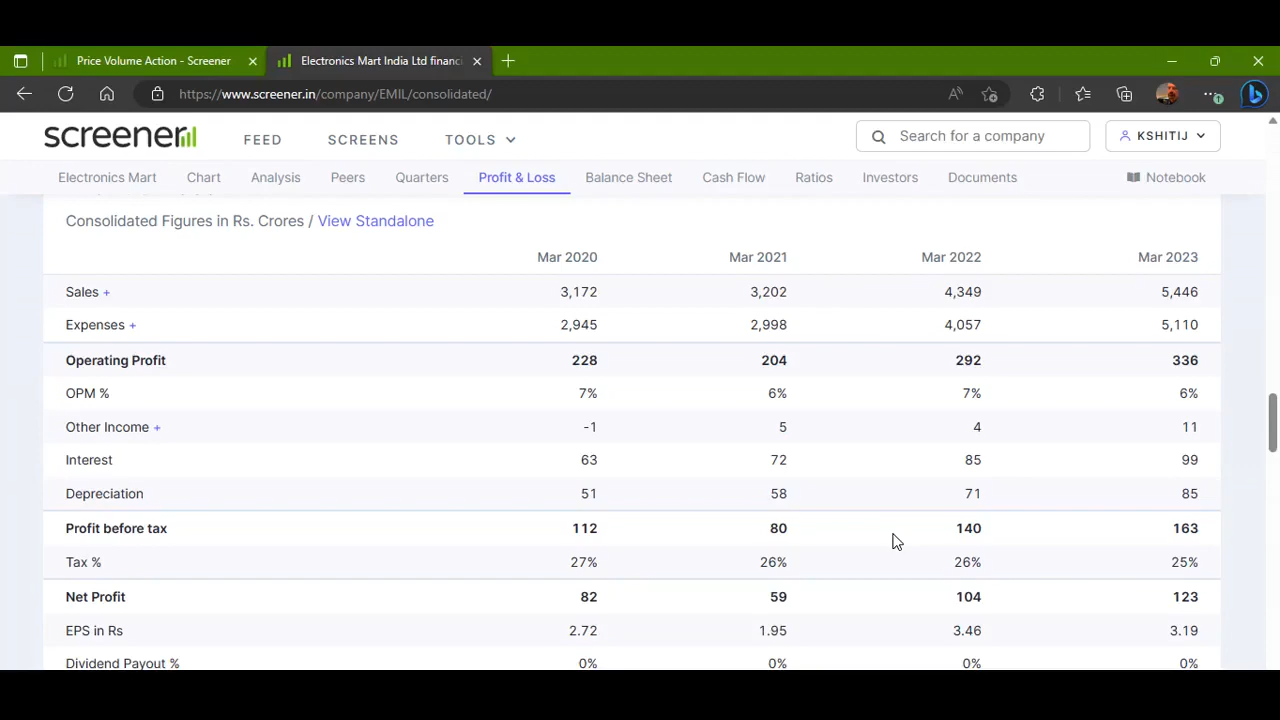 Price Volume Action - Screener
Electronics Mart India Ltd financi
https://www.screener.in/company/EMIL/consolidated/
screener
FEED SCREENS TOOLS
Search for a company
KSHITIJ
Electronics Mart Chart Analysis Peers Quarters Profit & Loss Balance Sheet Cash Flow Ratios Investors Documents Notebook
Consolidated Figures in Rs. Crores / View Standalone
Mar 2020 Mar 2021 Mar 2022 Mar 2023
Sales + 3,172 3,202 4,349 5,446
Expenses + 2,945 2,998 4,057 5,110
Operating Profit 228 204 292 336
OPM % 7% 6% 7% 6%
Other Income + -1 5 4 11
Interest 63 72 85 99
Depreciation 51 58 71 85
Profit before tax 112 80 140 163
Tax % 27% 26% 26% 25%
Net Profit 82 59 104 123
EPS in Rs 2.72 1.95 3.46 3.19
Dividend Payout % 0% 0% 0% 0%